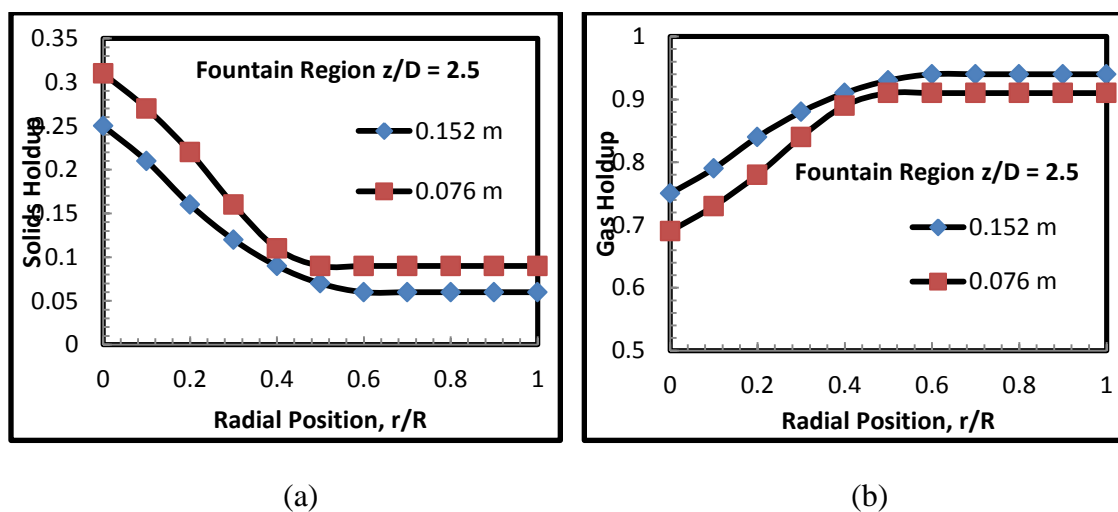 0.35
0.3
0.25
0.2
0.15
0.1
0.05
0
Solids Holdup
Fountain Region z/D = 2.5
0.152 m
0.076 m
0 0.2 0.4 0.6 0.8 1
Radial Position, r/R
(a)
1
0.9
0.8
0.7
0.6
0.5
Gas Holdup
Fountain Region z/D = 2.5
0.152 m
0.076 m
0 0.2 0.4 0.6 0.8 1
Radial Position, r/R
(b)